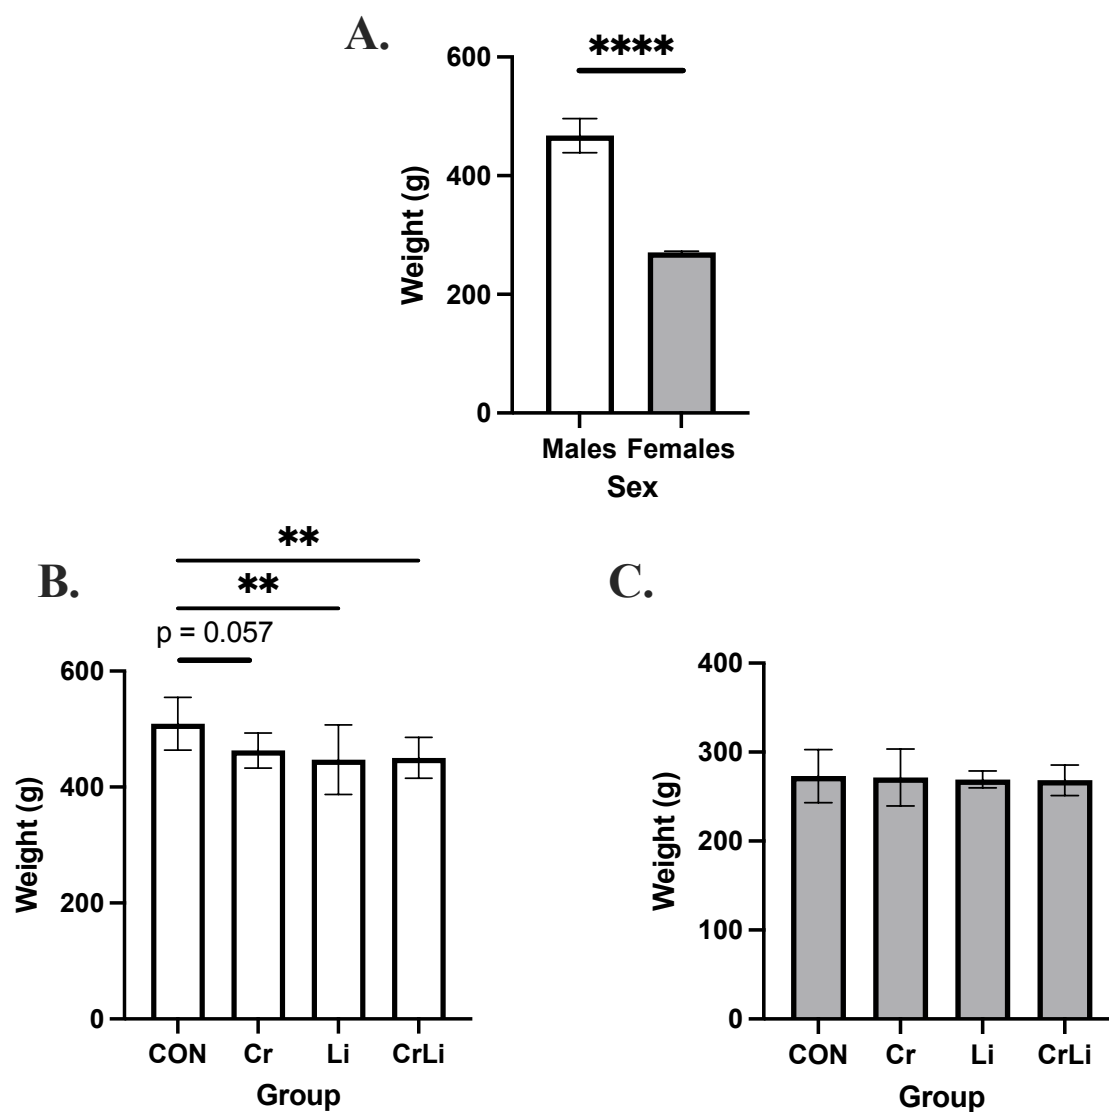 A.
****
600
400
200
0
Weight (g)
Males Females
Sex
B.
**
**
p = 0.057
600
400
200
0
Weight (g)
CON Cr Li CrLi
Group
C.
400
300
200
100
0
Weight (g)
CON Cr Li CrLi
Group